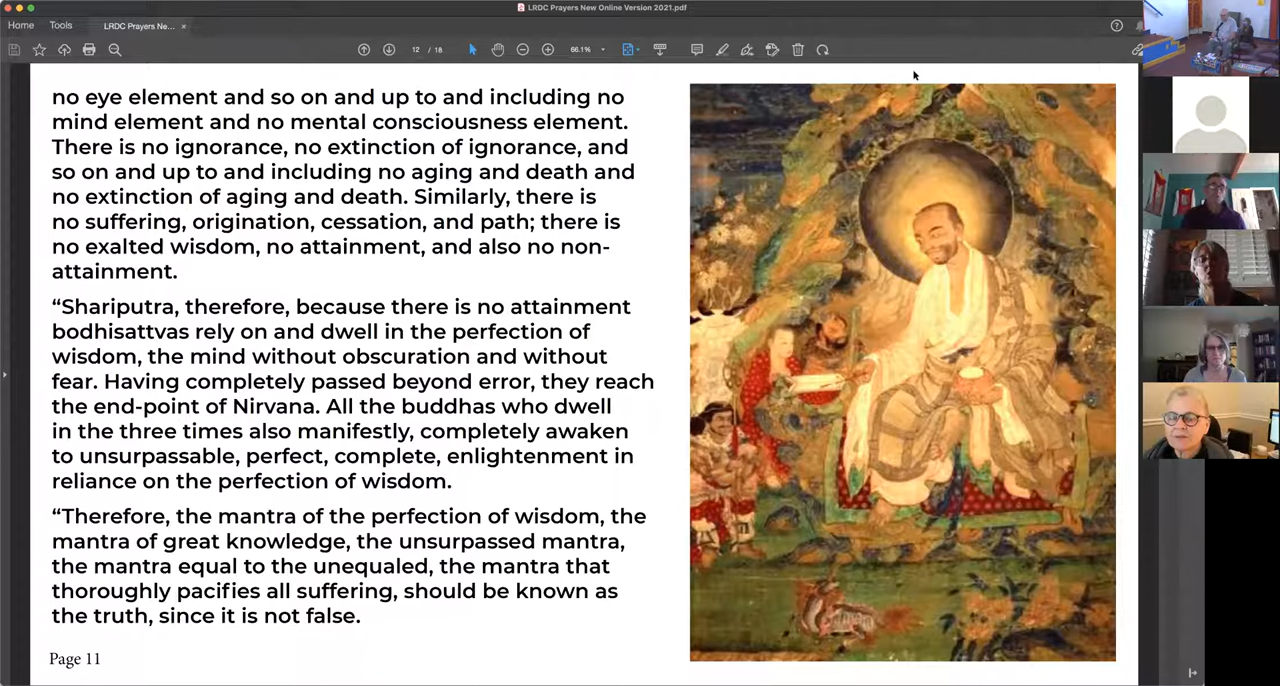 LRDC Prayers New Online Version 2021.pdf
Home Tools LRDC Prayers Ne... ×
12 / 18 66.1%
no eye element and so on and up to and including no
mind element and no mental consciousness element.
There is no ignorance, no extinction of ignorance, and
so on and up to and including no aging and death and
no extinction of aging and death. Similarly, there is
no suffering, origination, cessation, and path; there is
no exalted wisdom, no attainment, and also no non-
attainment.
“Shariputra, therefore, because there is no attainment
bodhisattvas rely on and dwell in the perfection of
wisdom, the mind without obscuration and without
fear. Having completely passed beyond error, they reach
the end-point of Nirvana. All the buddhas who dwell
in the three times also manifestly, completely awaken
to unsurpassable, perfect, complete, enlightenment in
reliance on the perfection of wisdom.
“Therefore, the mantra of the perfection of wisdom, the
mantra of great knowledge, the unsurpassed mantra,
the mantra equal to the unequaled, the mantra that
thoroughly pacifies all suffering, should be known as
the truth, since it is not false.
Page 11